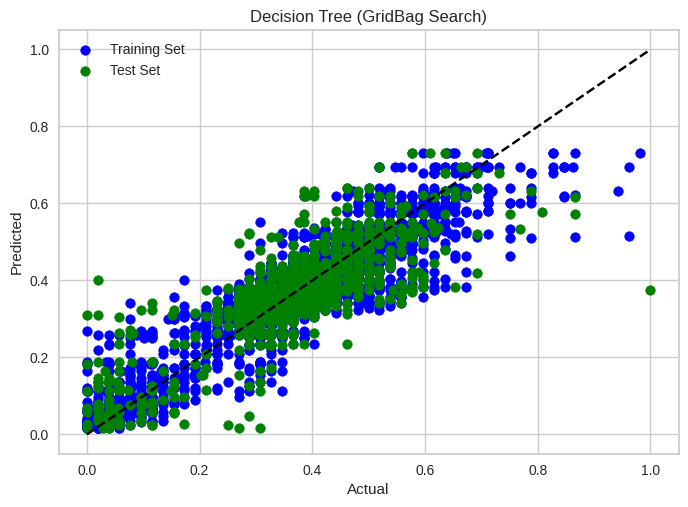 Decision Tree (GridBag Search)
Training Set
Test Set
1.0
0.8
0.6
0.4
0.2
0.0
Predicted
0.0 0.2 0.4 0.6 0.8 1.0
Actual